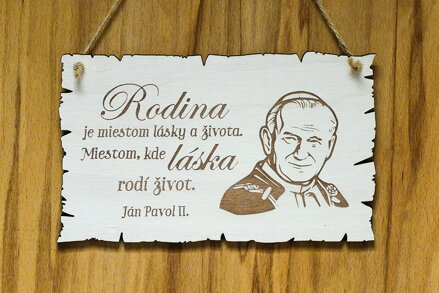 Rodina
je miestom lásky a života.
Miestom, kde láska
rodí život.
Ján Pavol II.